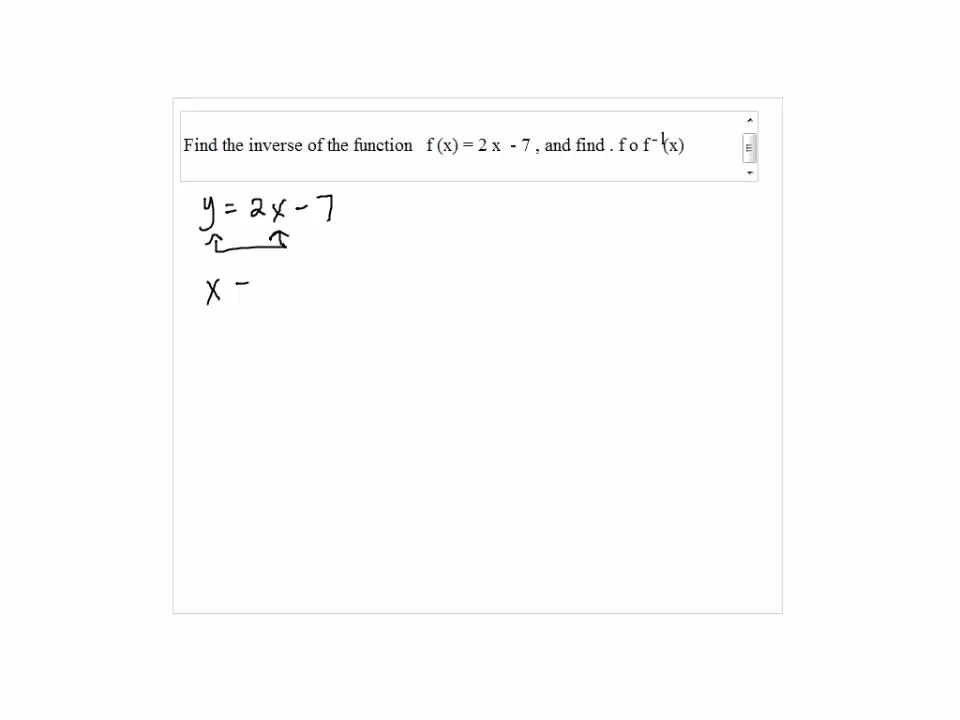 Find the inverse of the function f (x) = 2 x - 7 , and find . f o f⁻¹(x)
y = 2x - 7
x -